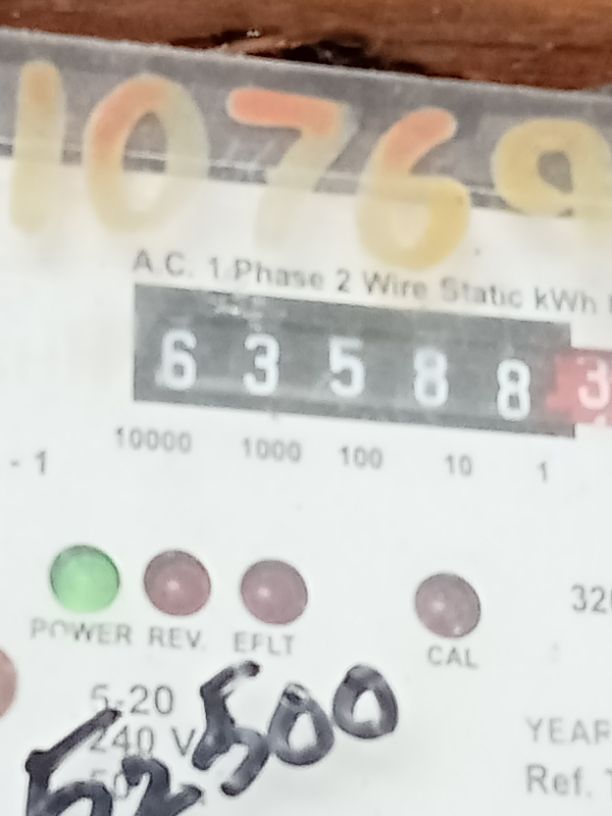 10769
A.C. 1 Phase 2 Wire Static kWh
6 3 5 8 8 3
10000 1000 100 10 1
- 1
POWER REV. EFLT CAL
320
5-20
240 V
52500
YEAR
Ref.